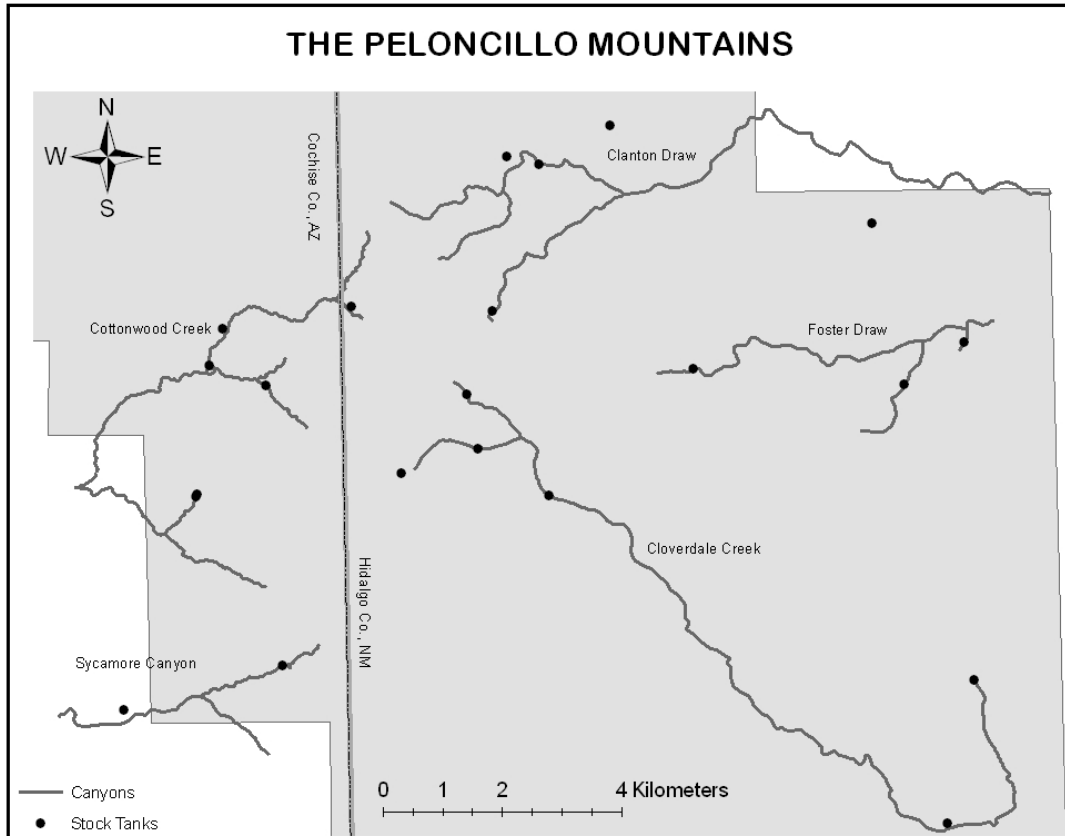 THE PELONCILLO MOUNTAINS
N
W E
S
Cochise Co., AZ
Clanton Draw
Cottonwood Creek
Foster Draw
Hidalgo Co., NM
Cloverdale Creek
Sycamore Canyon
0 1 2 4 Kilometers
Canyons
Stock Tanks